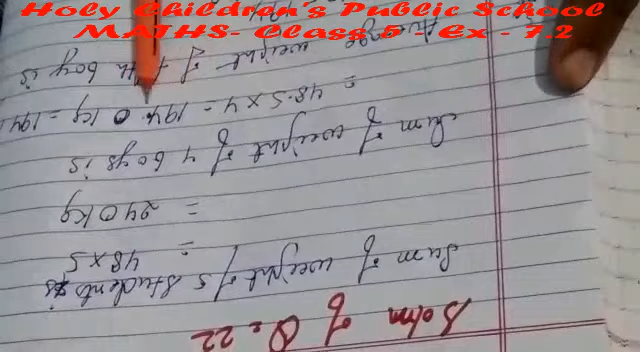 Holy Children's Public School
MATHS- Class 5 - Ex - 7.2
Soln of Q = 22
Sum of weight of 5 students is
= 48 x 5
= 240 Kg
Sum of weight of 4 boys is
= 48.5 x 4 = 194.0 Kg = 194
Average weight of boy is